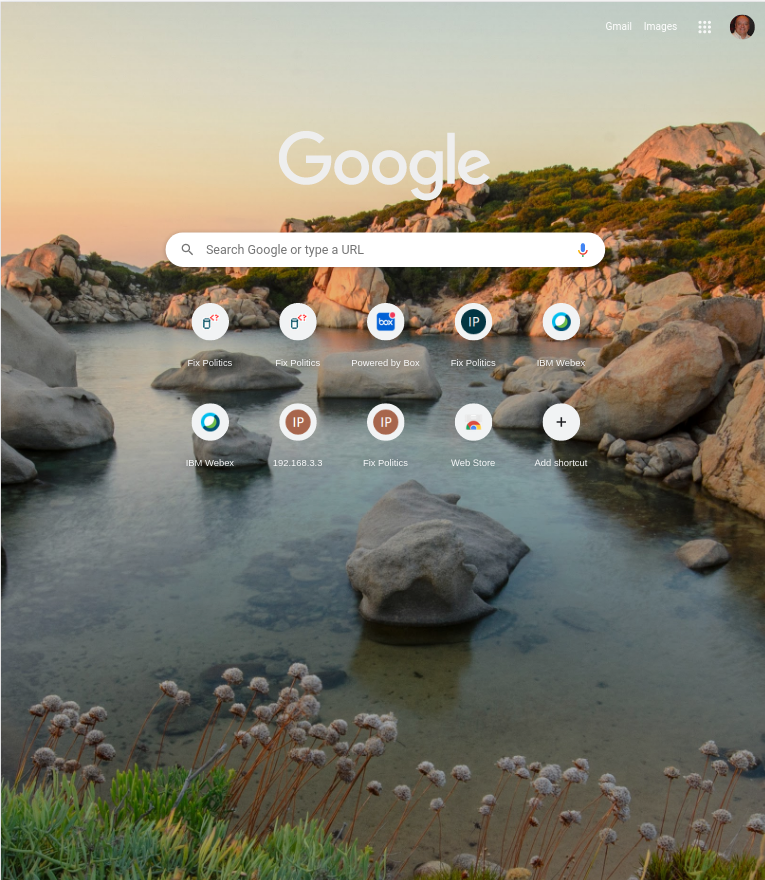 Gmail Images
Google
Search Google or type a URL
box IP
Fix Politics Fix Politics Powered by Box Fix Politics IBM Webex
IP IP
IBM Webex 192.168.3.3 Fix Politics Web Store Add shortcut